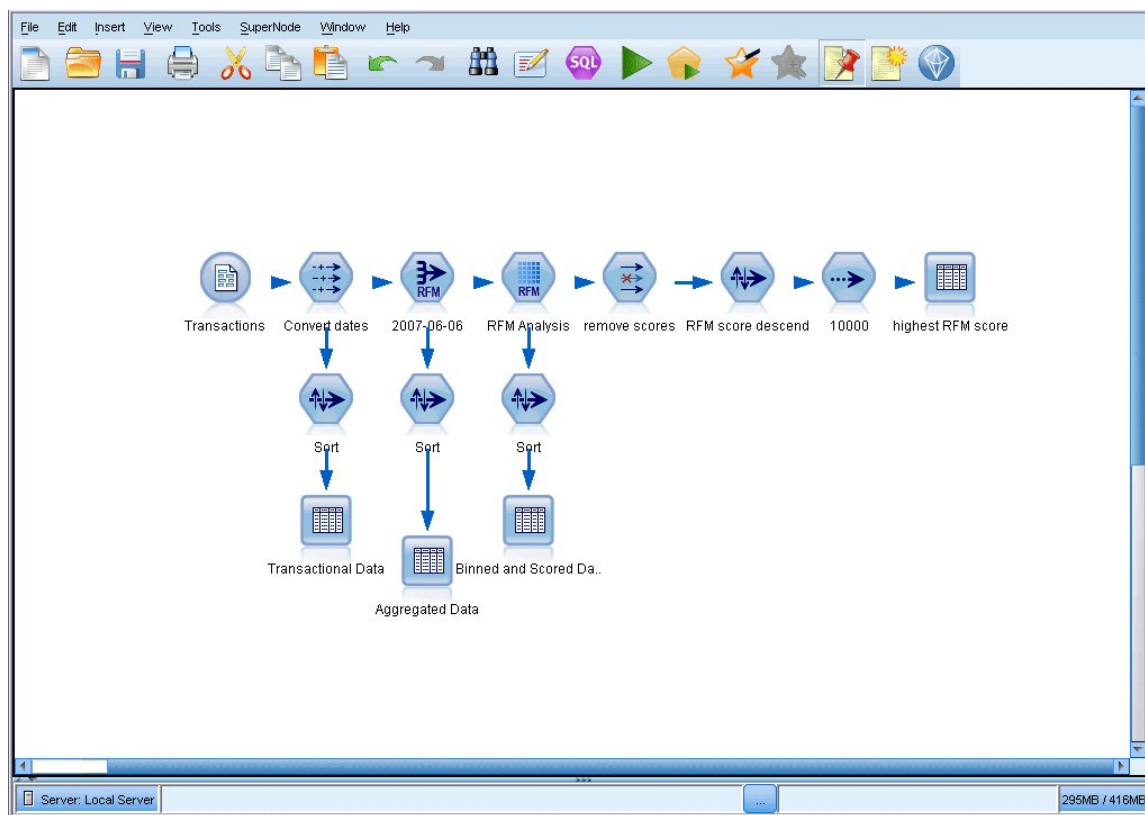 File Edit Insert View Tools SuperNode Window Help
SQL
RFM RFM
Transactions Convert dates 2007-06-06 RFM Analysis remove scores RFM score descend 10000 highest RFM score
Sort Sort Sort
Transactional Data Binned and Scored Da..
Aggregated Data
Server: Local Server ... 295MB / 416MB